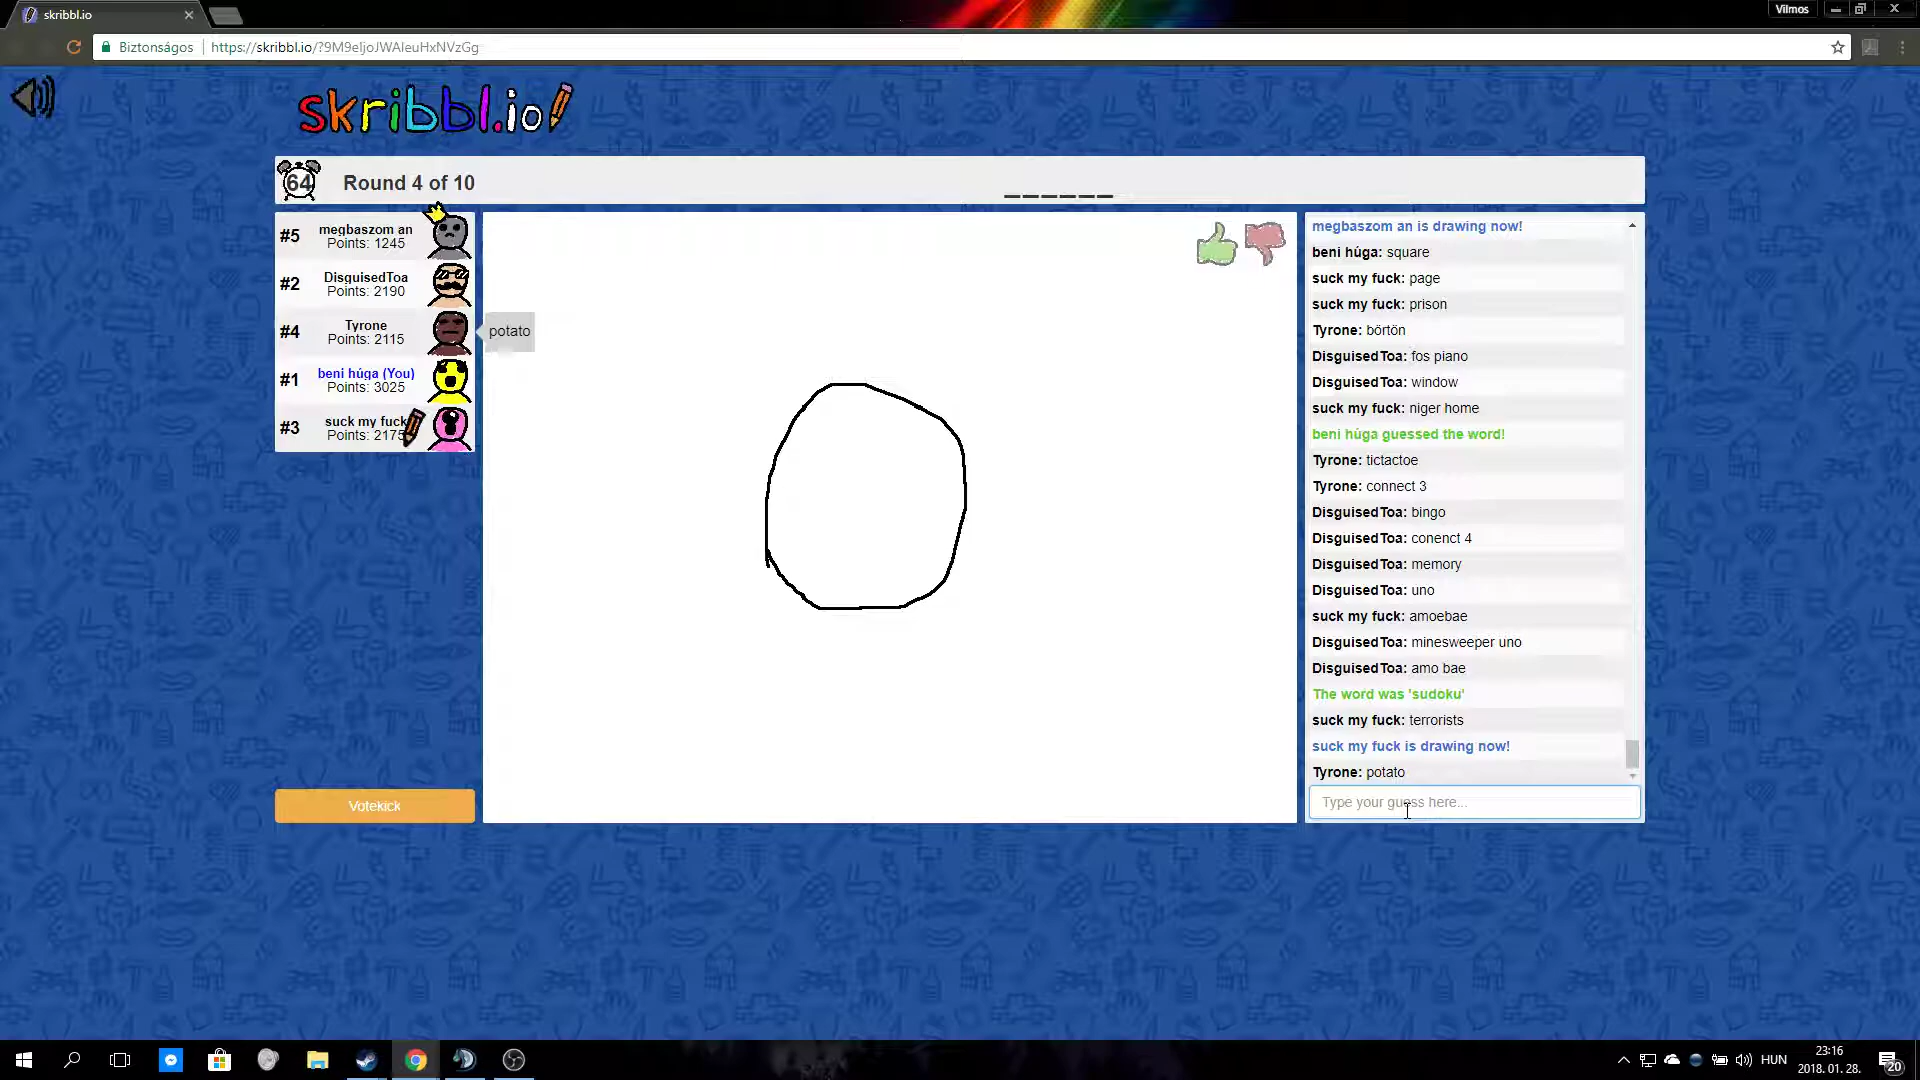 skribbl.io
Vilmos
Biztonságos
https://skribbl.io/?9M9eljoJWAleuHxNVzGg
skribbl.io
64
Round 4 of 10
______
#5
megbaszom an
Points: 1245
#2
DisguisedToa
Points: 2190
#4
Tyrone
Points: 2115
potato
#1
beni húga (You)
Points: 3025
#3
suck my fuck
Points: 2175
Votekick
megbaszom an is drawing now!
beni húga: square
suck my fuck: page
suck my fuck: prison
Tyrone: börtön
DisguisedToa: fos piano
DisguisedToa: window
suck my fuck: niger home
beni húga guessed the word!
Tyrone: tictactoe
Tyrone: connect 3
DisguisedToa: bingo
DisguisedToa: conenct 4
DisguisedToa: memory
DisguisedToa: uno
suck my fuck: amoebae
DisguisedToa: minesweeper uno
DisguisedToa: amo bae
The word was 'sudoku'
suck my fuck: terrorists
suck my fuck is drawing now!
Tyrone: potato
Type your guess here...
HUN
23:16
2018. 01. 28.
20